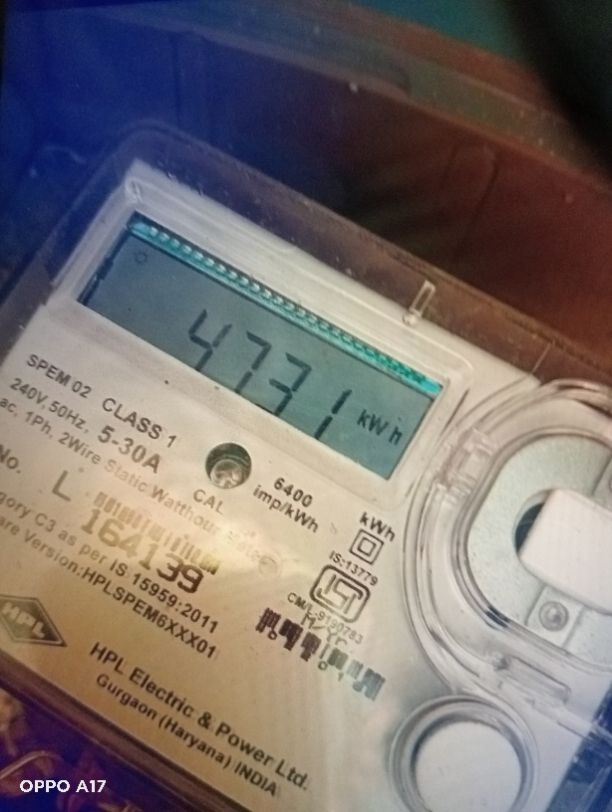 4731 kWh
SPEM 02 CLASS 1
240V, 50Hz, 5-30A
ac, 1Ph, 2Wire Static Watthour
CAL
6400
imp/kWh
No.
L 164139
kWh
IS:13779
CM/L-9190783
gory C3 as per IS 15959:2011
are Version:HPLSPEM6XXX01
HPL
HPL Electric & Power Ltd.
Gurgaon (Haryana) INDIA
OPPO A17